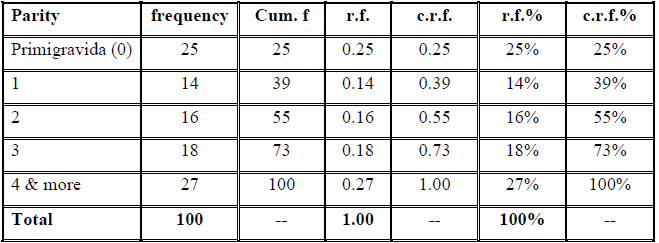 Parity frequency Cum. f r.f. c.r.f. r.f.% c.r.f.%
Primigravida (0) 25 25 0.25 0.25 25% 25%
1 14 39 0.14 0.39 14% 39%
2 16 55 0.16 0.55 16% 55%
3 18 73 0.18 0.73 18% 73%
4 & more 27 100 0.27 1.00 27% 100%
Total 100 -- 1.00 -- 100% --